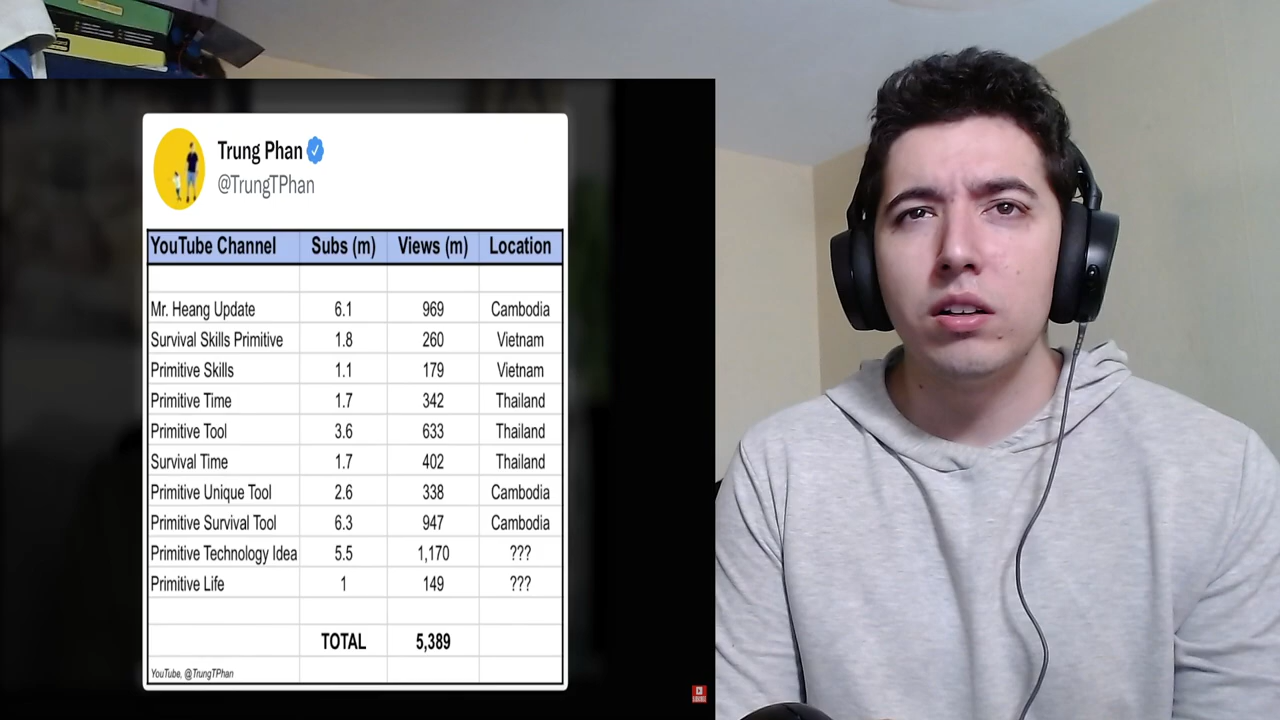 Trung Phan
@TrungTPhan
YouTube Channel Subs (m) Views (m) Location
Mr. Heang Update 6.1 969 Cambodia
Survival Skills Primitive 1.8 260 Vietnam
Primitive Skills 1.1 179 Vietnam
Primitive Time 1.7 342 Thailand
Primitive Tool 3.6 633 Thailand
Survival Time 1.7 402 Thailand
Primitive Unique Tool 2.6 338 Cambodia
Primitive Survival Tool 6.3 947 Cambodia
Primitive Technology Idea 5.5 1,170 ???
Primitive Life 1 149 ???
TOTAL 5,389
YouTube, @TrungTPhan